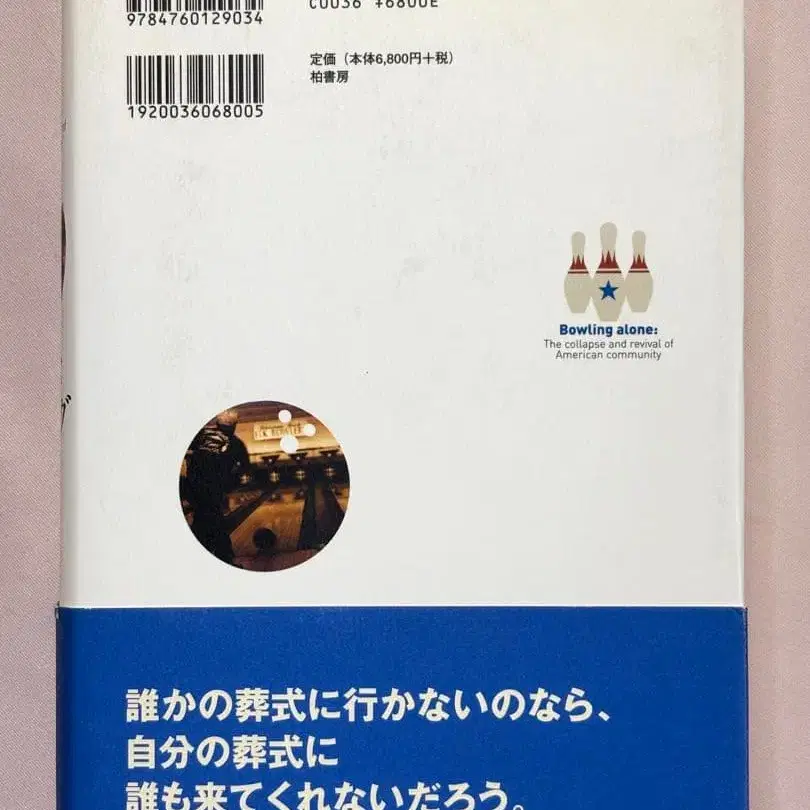 9784760129034
C0036 ¥6800E
定価(本体6,800円+税)
柏書房
1920036068005
Bowling alone:
The collapse and revival of
American community
誰かの葬式に行かないのなら、
自分の葬式に
誰も来てくれないだろう。